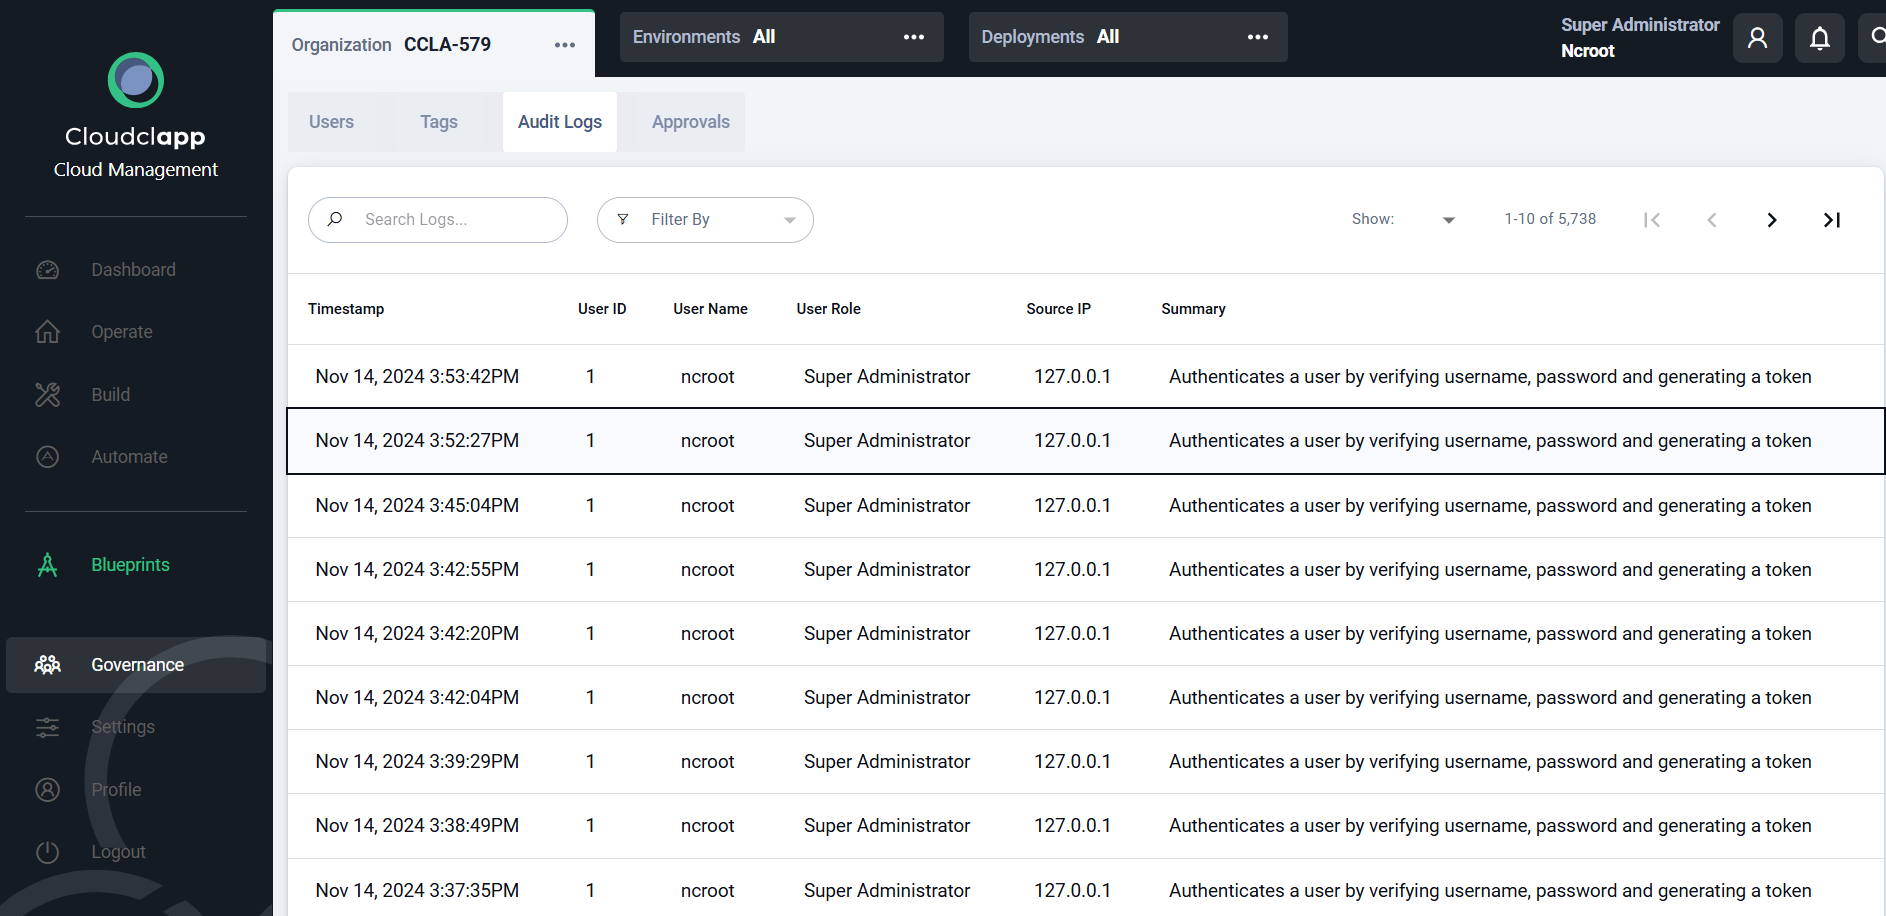 Cloudclapp
Cloud Management
Dashboard
Operate
Build
Automate
Blueprints
Governance
Settings
Profile
Logout
Organization CCLA-579 •••
Environments All •••
Deployments All •••
Super Administrator
Ncroot
Users Tags Audit Logs Approvals
Search Logs... Filter By Show: 1-10 of 5,738
Timestamp User ID User Name User Role Source IP Summary
Nov 14, 2024 3:53:42PM 1 ncroot Super Administrator 127.0.0.1 Authenticates a user by verifying username, password and generating a token
Nov 14, 2024 3:52:27PM 1 ncroot Super Administrator 127.0.0.1 Authenticates a user by verifying username, password and generating a token
Nov 14, 2024 3:45:04PM 1 ncroot Super Administrator 127.0.0.1 Authenticates a user by verifying username, password and generating a token
Nov 14, 2024 3:42:55PM 1 ncroot Super Administrator 127.0.0.1 Authenticates a user by verifying username, password and generating a token
Nov 14, 2024 3:42:20PM 1 ncroot Super Administrator 127.0.0.1 Authenticates a user by verifying username, password and generating a token
Nov 14, 2024 3:42:04PM 1 ncroot Super Administrator 127.0.0.1 Authenticates a user by verifying username, password and generating a token
Nov 14, 2024 3:39:29PM 1 ncroot Super Administrator 127.0.0.1 Authenticates a user by verifying username, password and generating a token
Nov 14, 2024 3:38:49PM 1 ncroot Super Administrator 127.0.0.1 Authenticates a user by verifying username, password and generating a token
Nov 14, 2024 3:37:35PM 1 ncroot Super Administrator 127.0.0.1 Authenticates a user by verifying username, password and generating a token